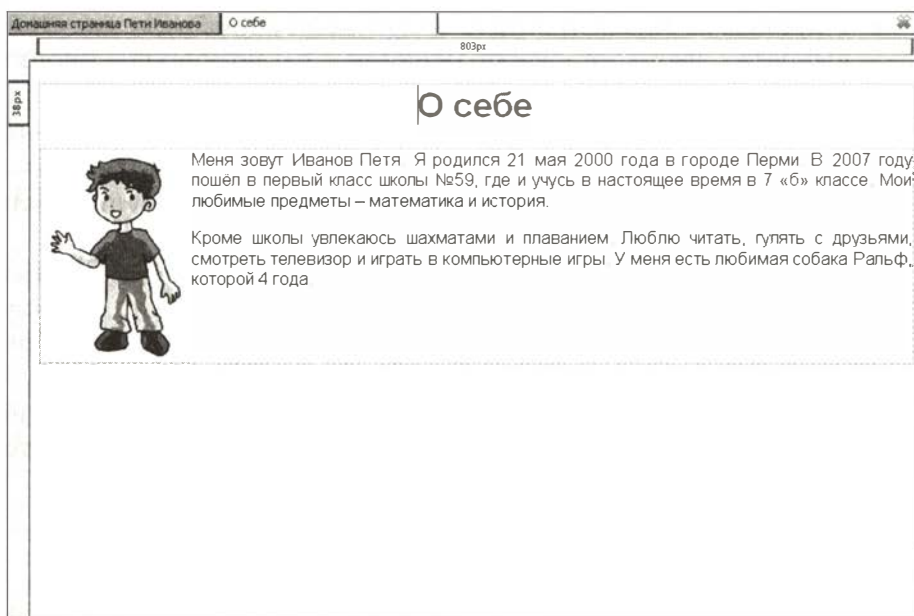 Домашняя страница Пети Иванова
О себе
803px
38px
О себе
Меня зовут Иванов Петя Я родился 21 мая 2000 года в городе Перми В 2007 году
пошёл в первый класс школы №59, где и учусь в настоящее время в 7 «б» классе Мои
любимые предметы – математика и история.
Кроме школы увлекаюсь шахматами и плаванием Люблю читать, гулять с друзьями,
смотреть телевизор и играть в компьютерные игры У меня есть любимая собака Ральф,
которой 4 года